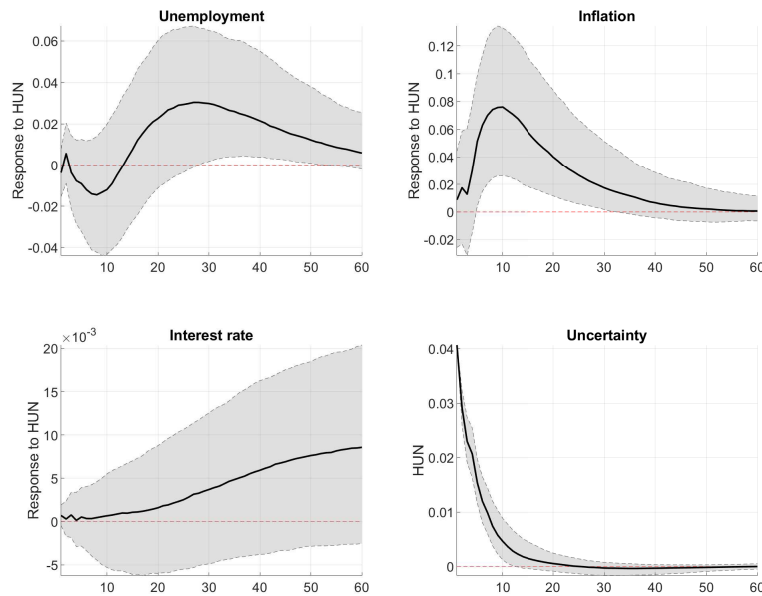 Unemployment
0.06
0.04
0.02
0
-0.02
-0.04
Response to HUN
10 20 30 40 50 60
Inflation
0.12
0.1
0.08
0.06
0.04
0.02
0
-0.02
Response to HUN
10 20 30 40 50 60
Interest rate
×10-3
20
15
10
5
0
-5
Response to HUN
10 20 30 40 50 60
Uncertainty
0.04
0.03
0.02
0.01
0
HUN
10 20 30 40 50 60